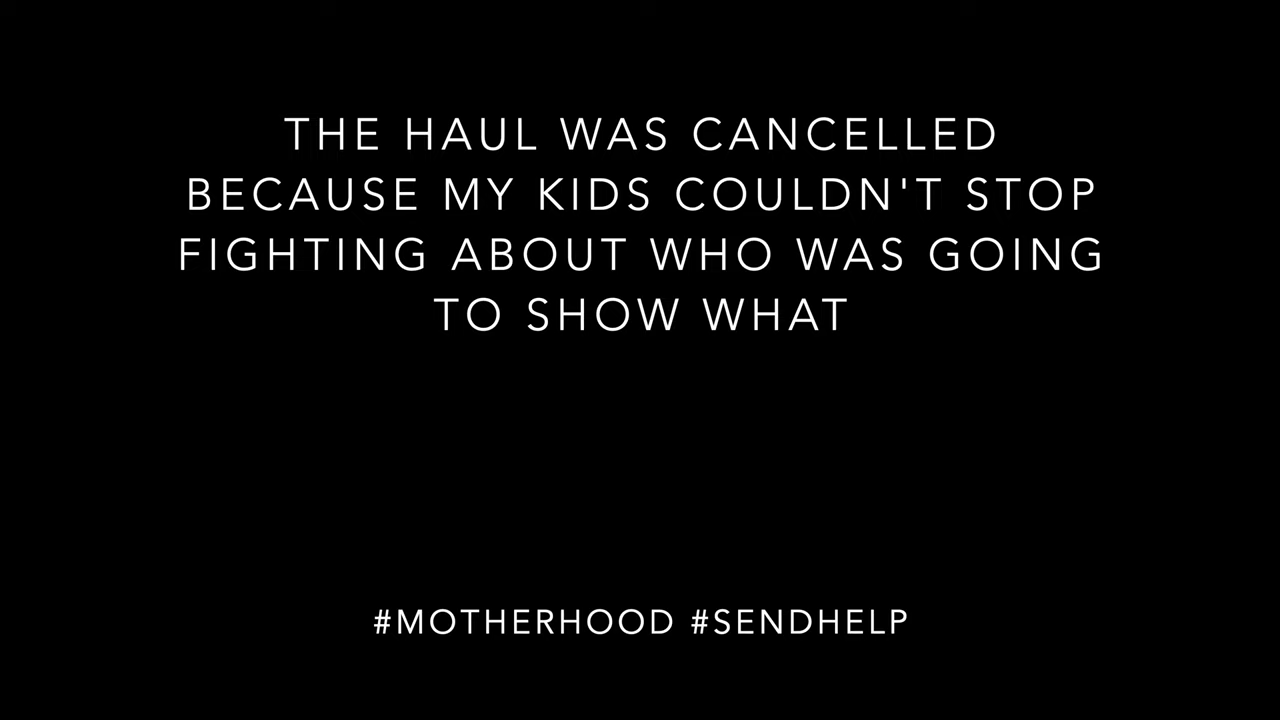 THE HAUL WAS CANCELLED
BECAUSE MY KIDS COULDN'T STOP
FIGHTING ABOUT WHO WAS GOING
TO SHOW WHAT
#MOTHERHOOD #SENDHELP